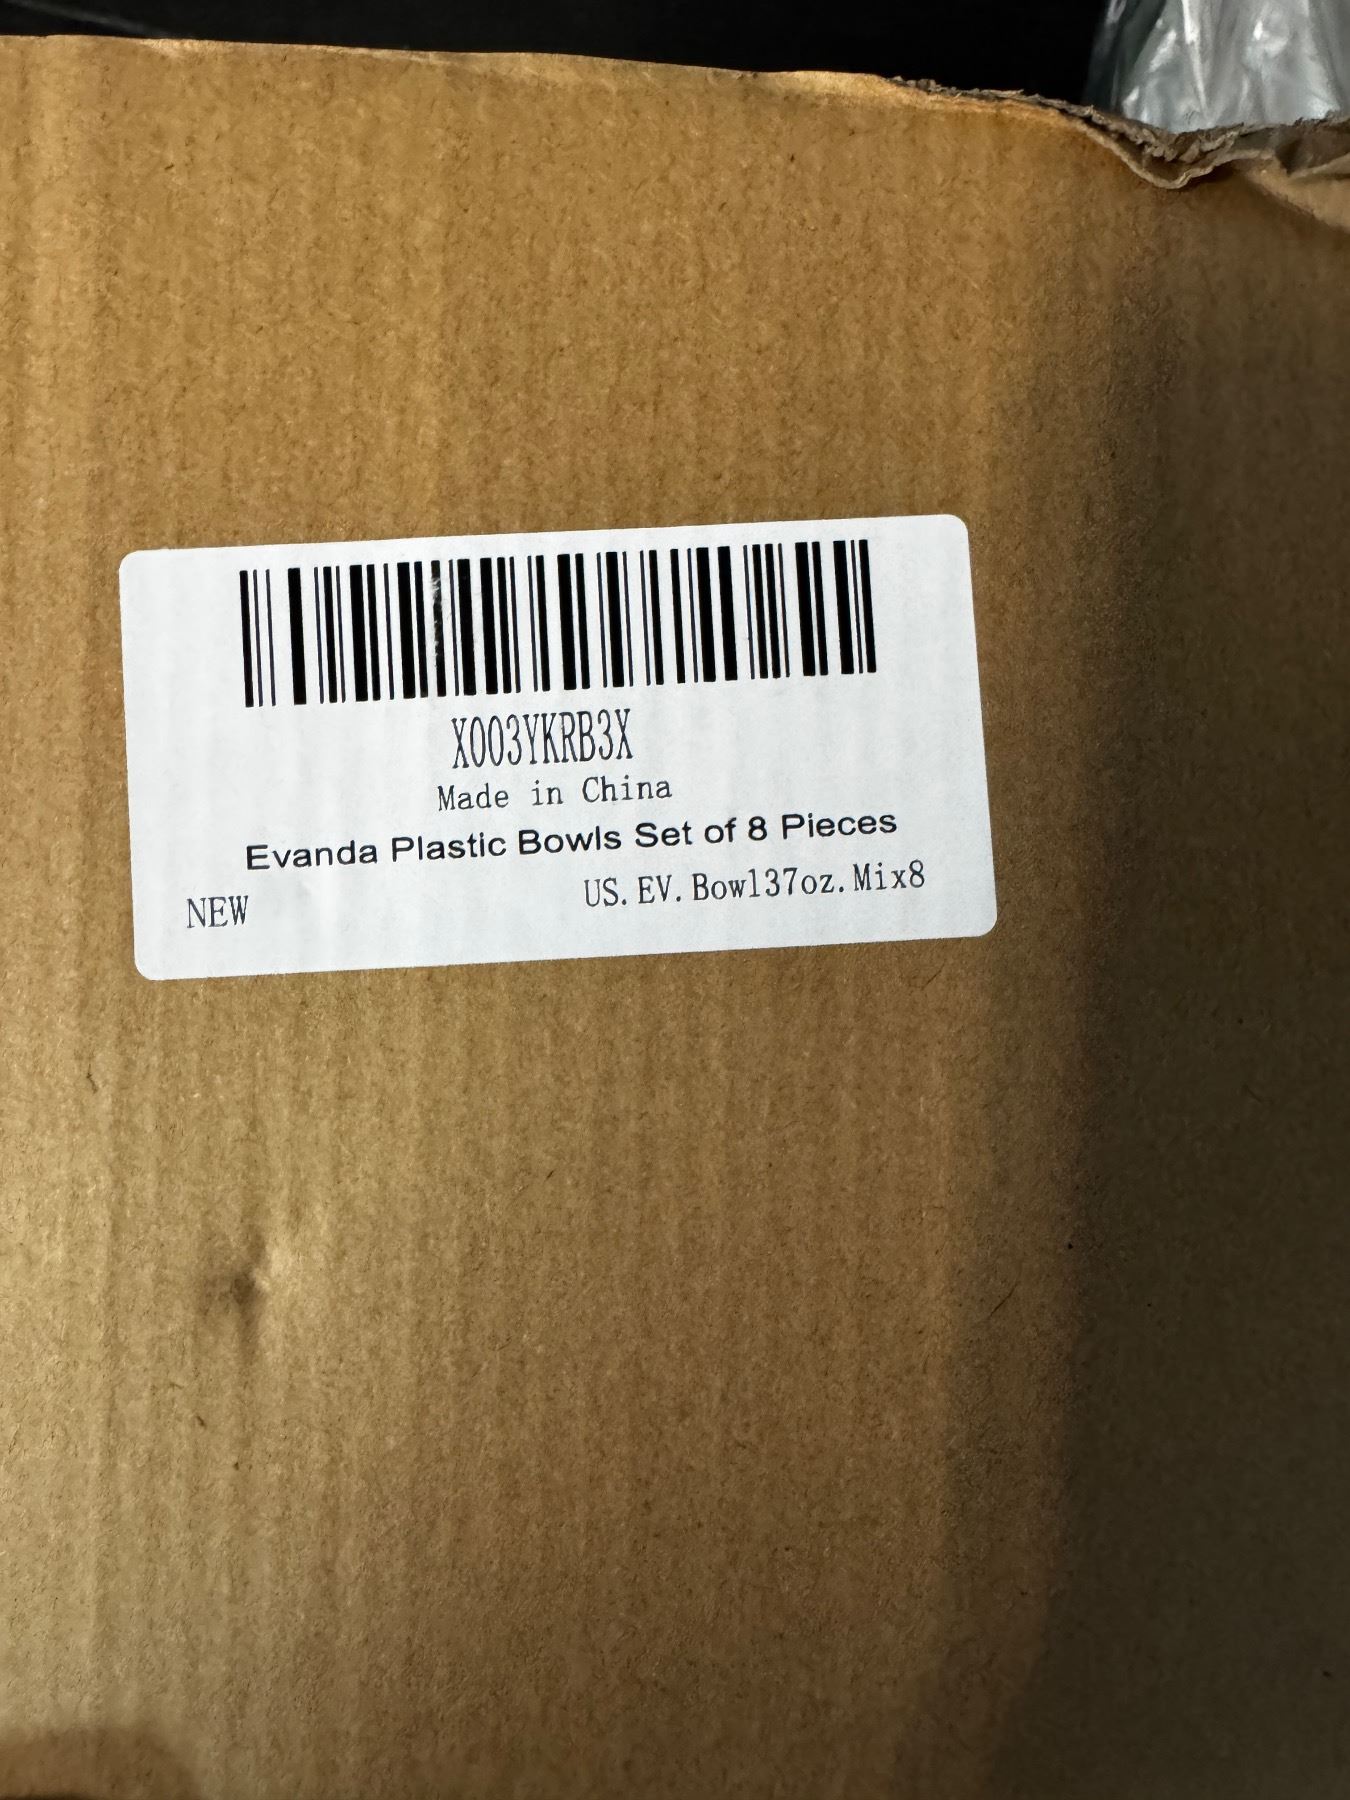 X003YKRB3X
Made in China
Evanda Plastic Bowls Set of 8 Pieces
NEW US. EV. Bowl37oz. Mix8